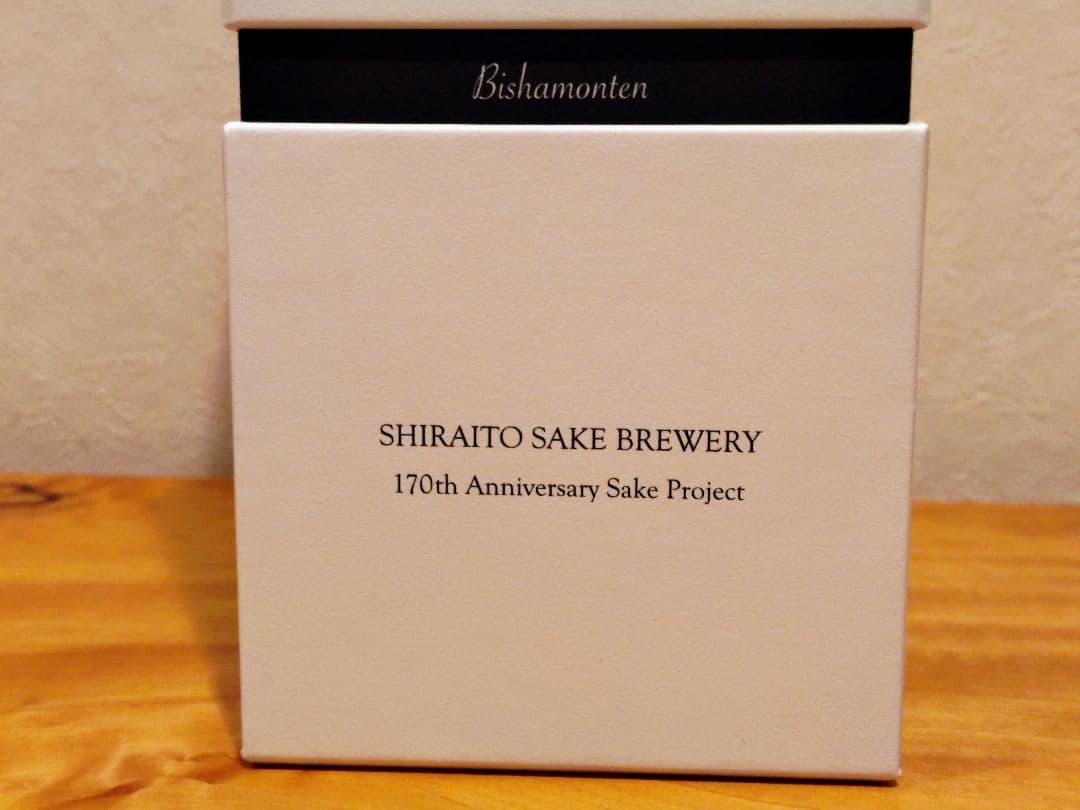 Bishamonten
SHIRAITO SAKE BREWERY
170th Anniversary Sake Project